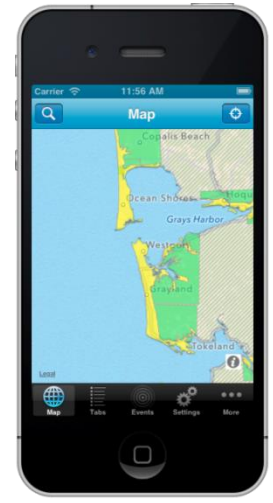 Carrier 11:56 AM
Map
Copalis Beach
Ocean Shores
Hoqu
Grays Harbor
Westport
Grayland
Tokeland
Legal
Map Tabs Events Settings More